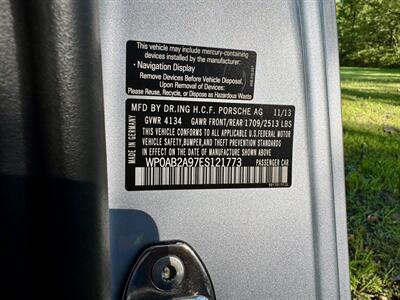 This vehicle may include mercury-containing
devices installed by the manufacturer:
• Navigation Display
Remove Devices Before Vehicle Disposal
Upon Removal of Devices
Please Reuse, Recycle, or Dispose as Hazardous Waste
MFD BY DR.ING H.C.F. PORSCHE AG 11/13
GVWR 4134 GAWR FRONT/REAR 1709/2513 LBS
THIS VEHICLE CONFORMS TO ALL APPLICABLE U.S.FEDERAL MOTOR
VEHICLE SAFETY,BUMPER,AND THEFT PREVENTION STANDARDS
IN EFFECT ON THE DATE OF MANUFACTURE SHOWN ABOVE
WP0AB2A97ES121773 PASSENGER CAR
MADE IN GERMANY